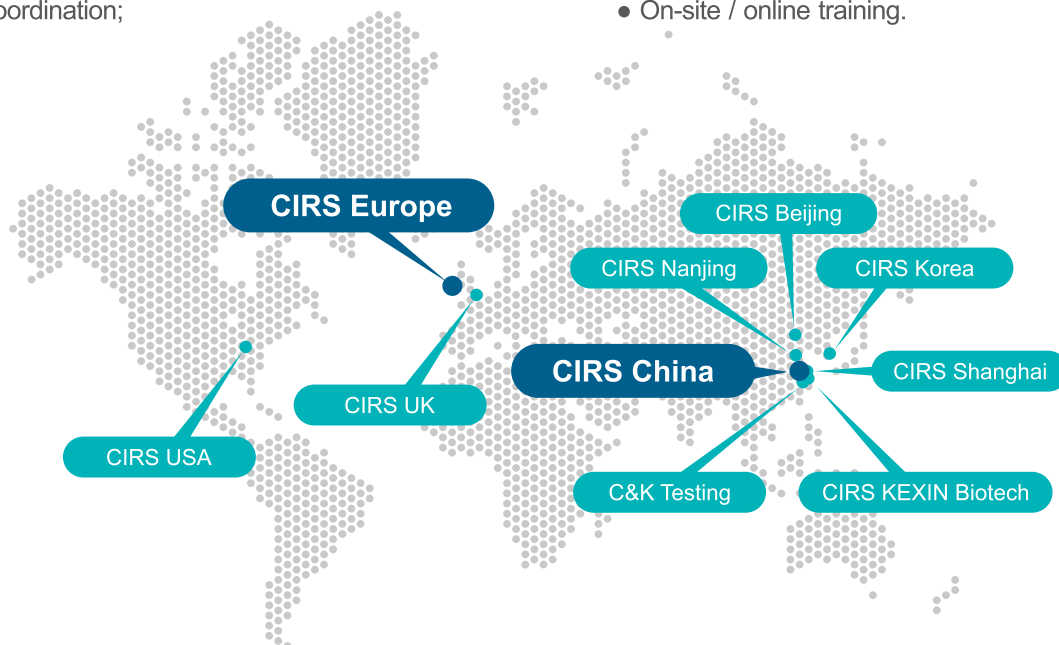 oordination;
● On-site / online training.
CIRS Europe
CIRS Beijing
CIRS Nanjing
CIRS Korea
CIRS China
CIRS Shanghai
CIRS UK
CIRS USA
C&K Testing
CIRS KEXIN Biotech